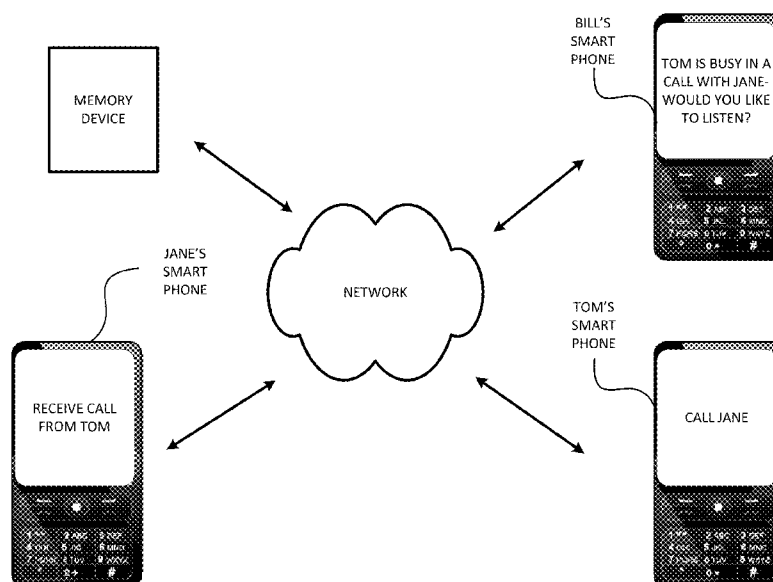 MEMORY
DEVICE
BILL'S
SMART
PHONE
TOM IS BUSY IN A
CALL WITH JANE-
WOULD YOU LIKE
TO LISTEN?
JANE'S
SMART
PHONE
NETWORK
TOM'S
SMART
PHONE
RECEIVE CALL
FROM TOM
CALL JANE